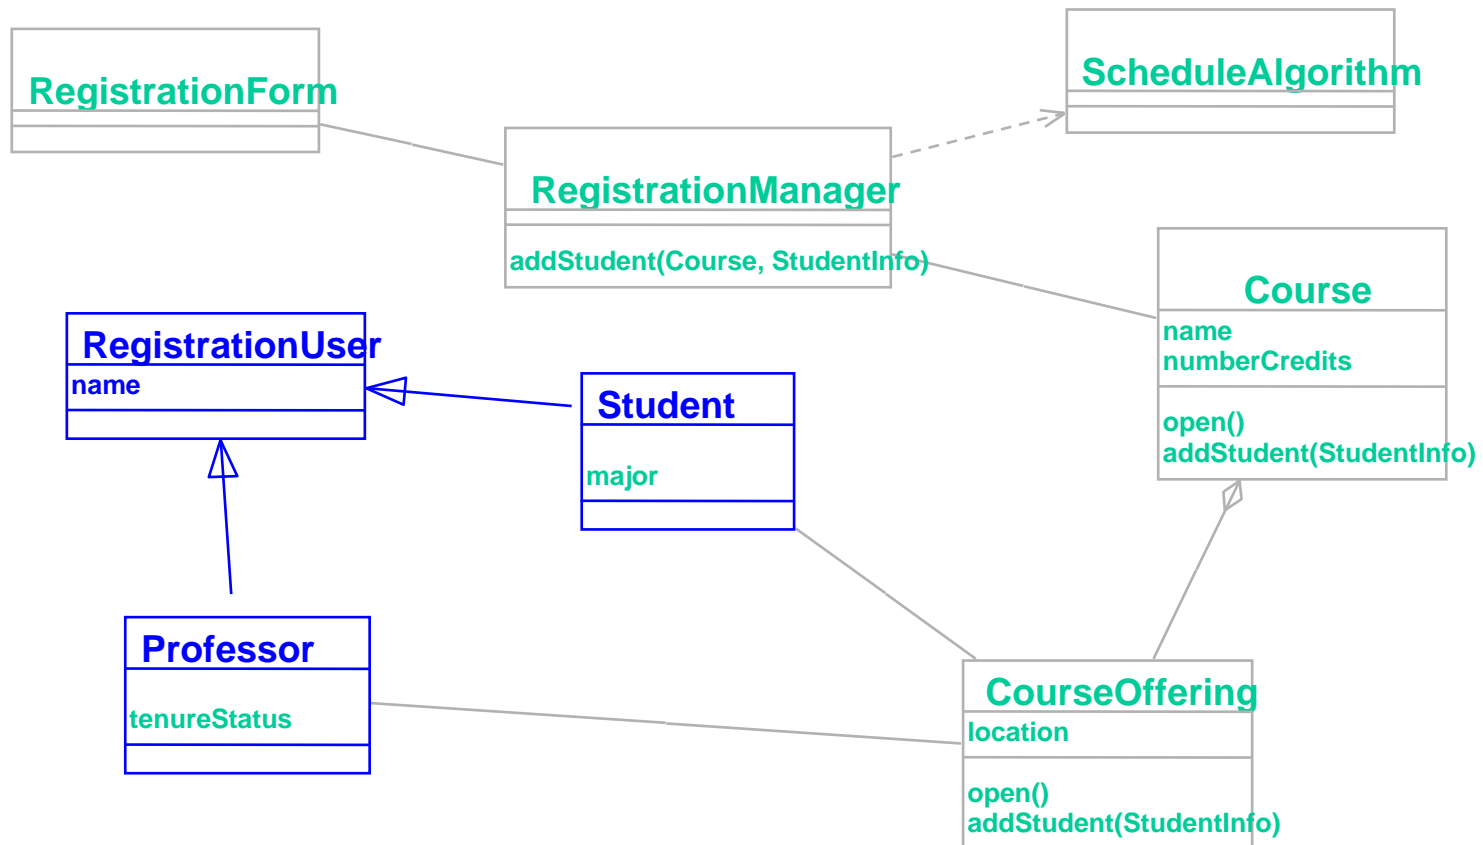 RegistrationForm
ScheduleAlgorithm
RegistrationManager
addStudent(Course, StudentInfo)
Course
name
numberCredits
open()
addStudent(StudentInfo)
RegistrationUser
name
Student
major
Professor
tenureStatus
CourseOffering
location
open()
addStudent(StudentInfo)